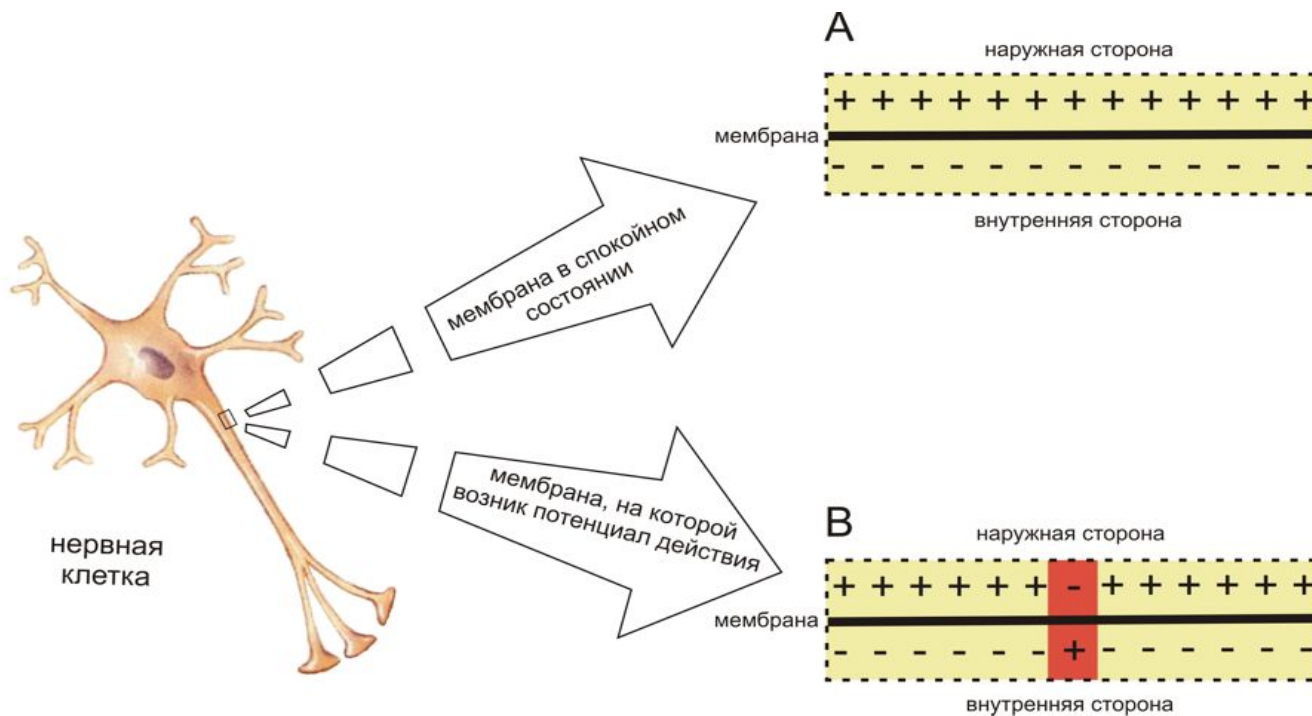 A
наружная сторона
+ + + + + + + + + + + + +
мембрана
- - - - - - - - - - - - -
внутренняя сторона
мембрана в спокойном
состоянии
мембрана, на которой
возник потенциал действия
нервная
клетка
B
наружная сторона
+ + + + + + - + + + + + +
мембрана
- - - - - - + - - - - - -
внутренняя сторона